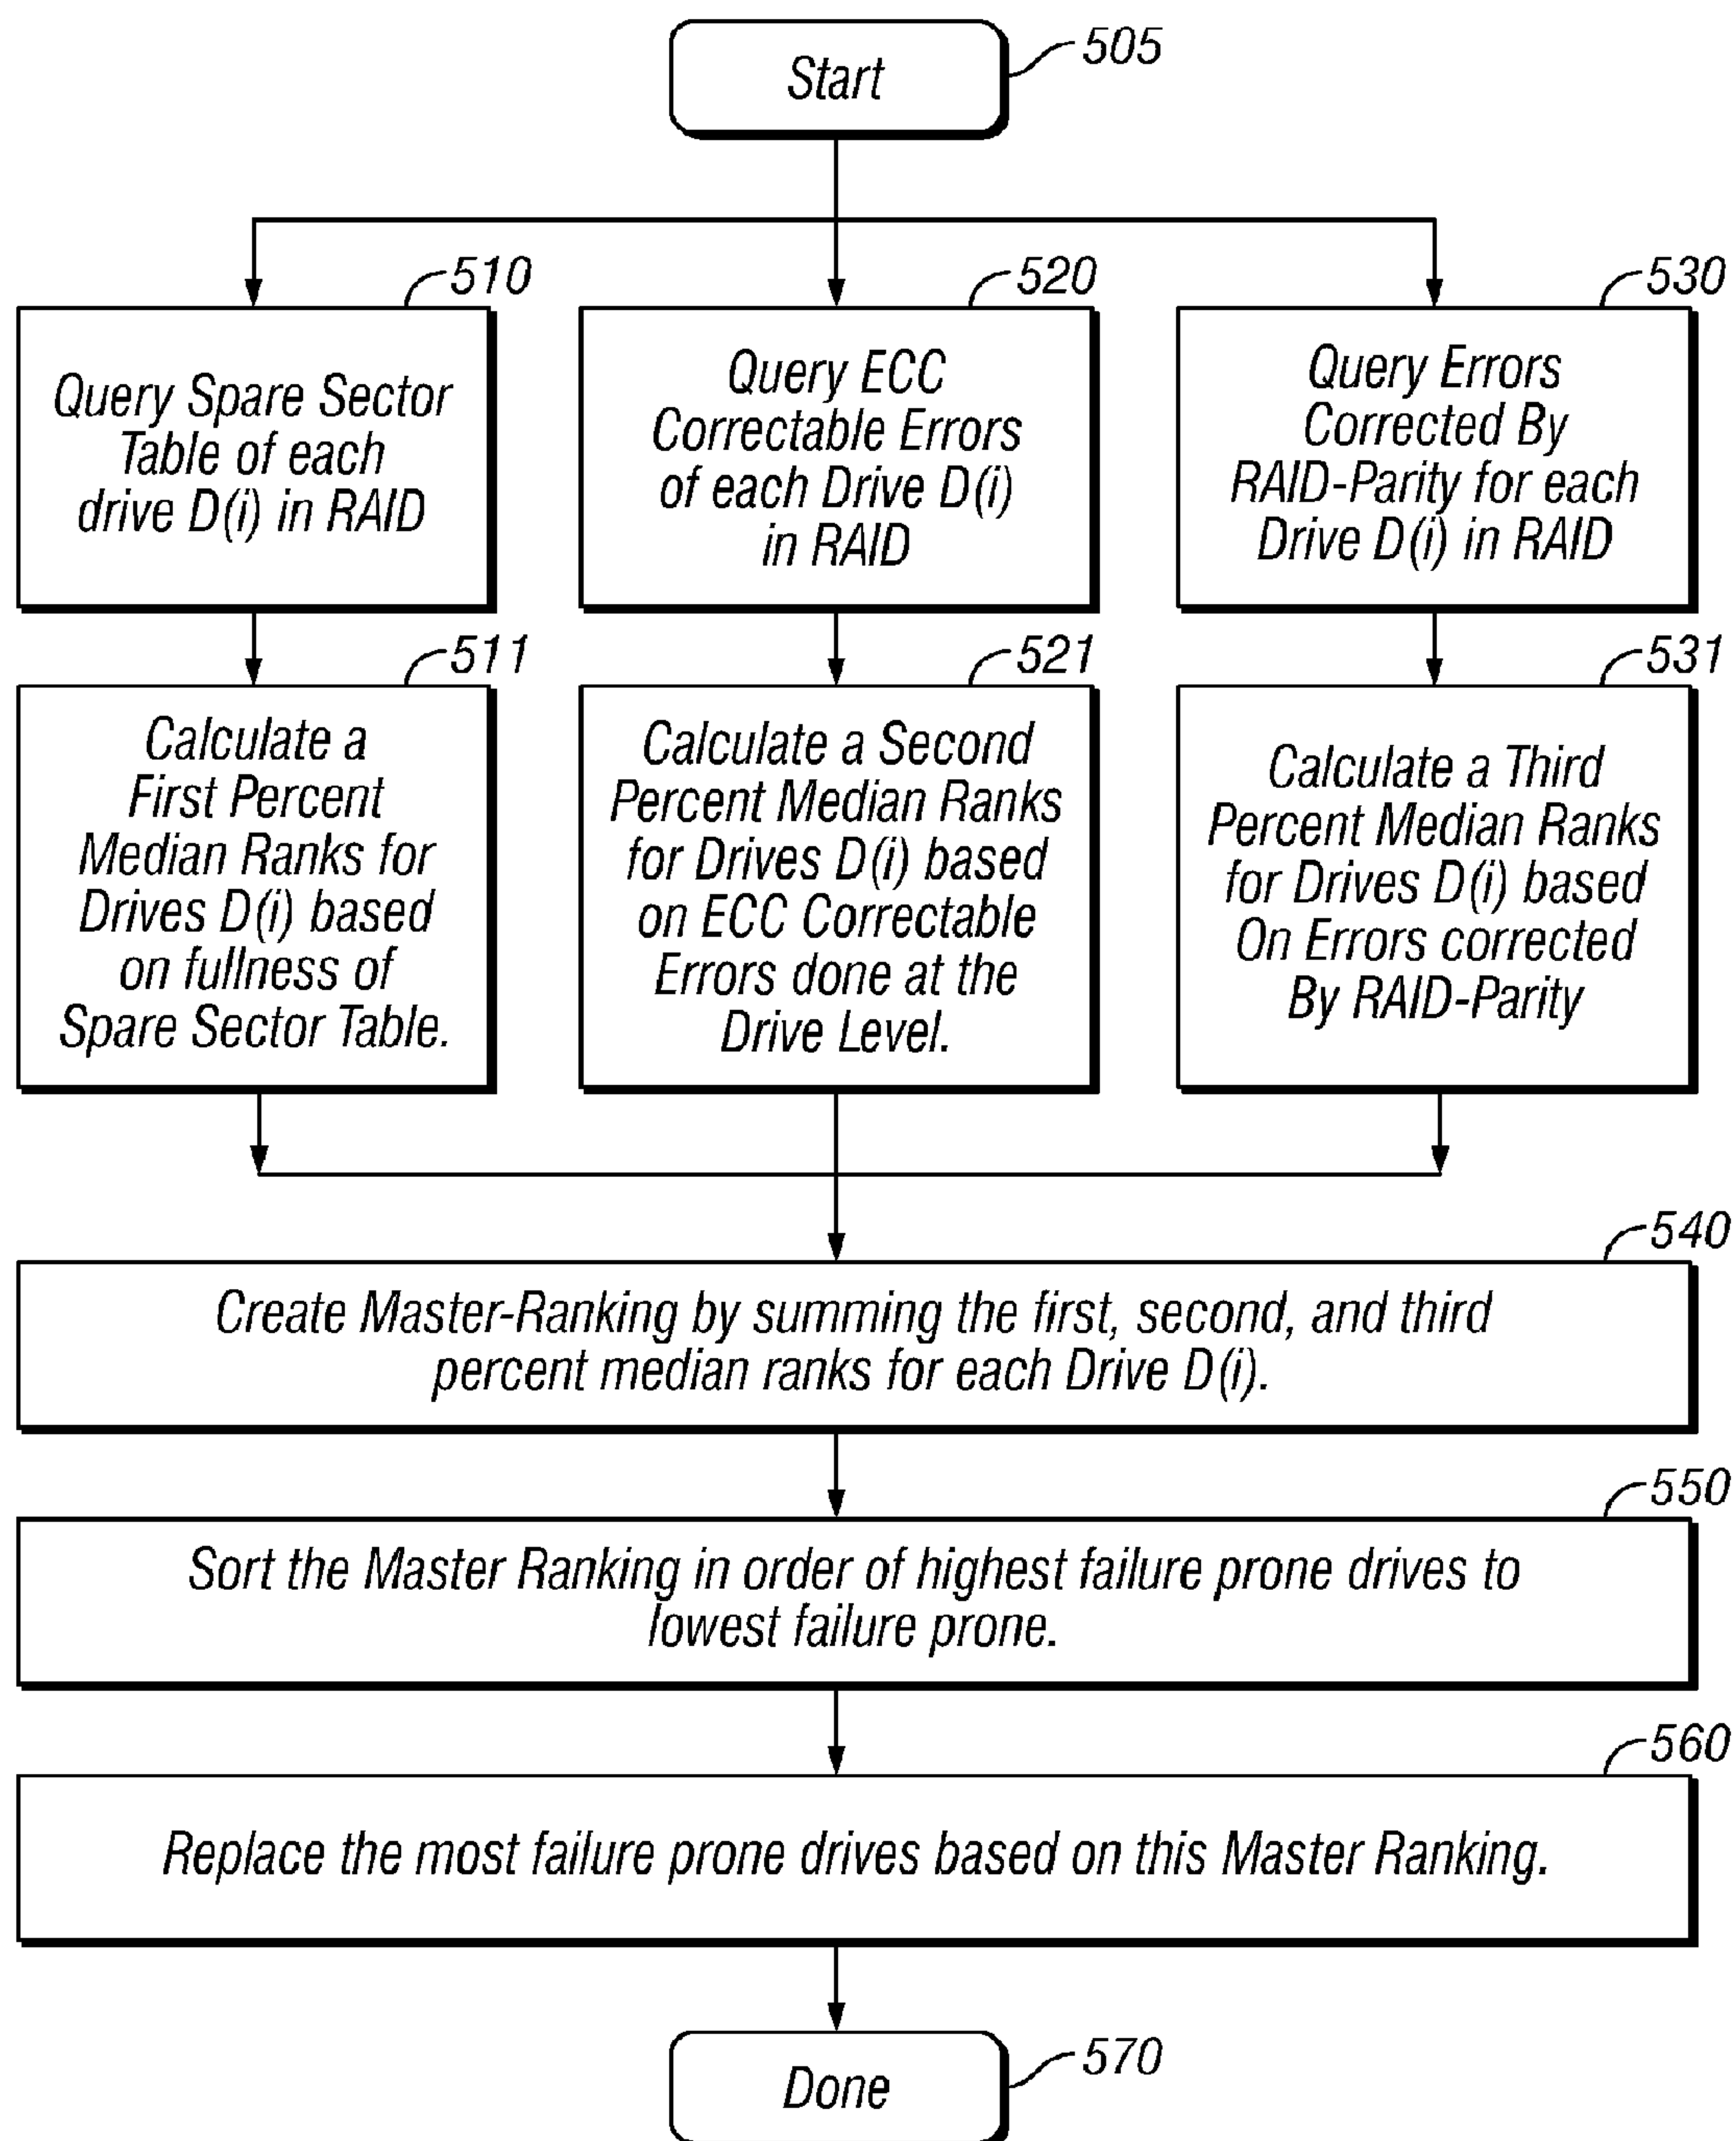 Start
505
510
Query Spare Sector
Table of each
drive D(i) in RAID
520
Query ECC
Correctable Errors
of each Drive D(i)
in RAID
530
Query Errors
Corrected By
RAID-Parity for each
Drive D(i) in RAID
511
Calculate a
First Percent
Median Ranks for
Drives D(i) based
on fullness of
Spare Sector Table.
521
Calculate a Second
Percent Median Ranks
for Drives D(i) based
on ECC Correctable
Errors done at the
Drive Level.
531
Calculate a Third
Percent Median Ranks
for Drives D(i) based
On Errors corrected
By RAID-Parity
540
Create Master-Ranking by summing the first, second, and third
percent median ranks for each Drive D(i).
550
Sort the Master Ranking in order of highest failure prone drives to
lowest failure prone.
560
Replace the most failure prone drives based on this Master Ranking.
Done
570